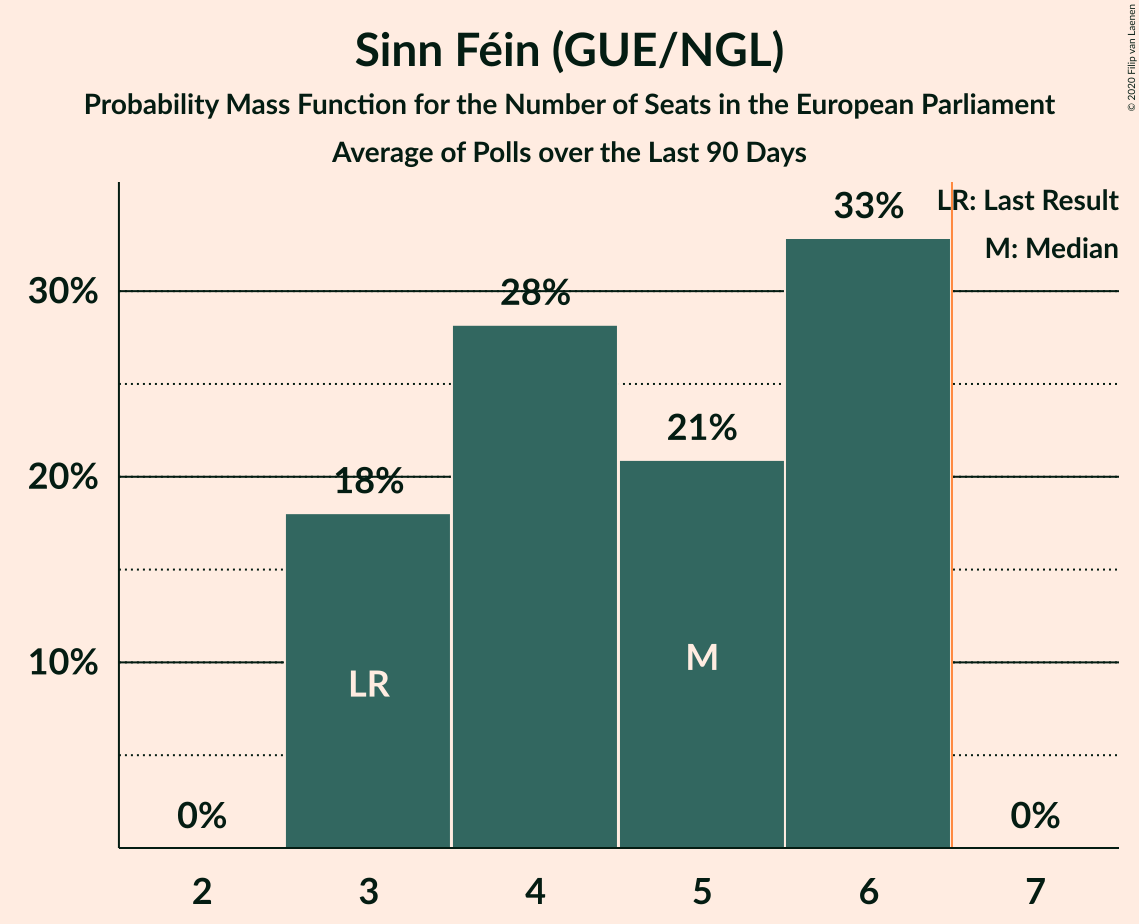 Sinn Féin (GUE/NGL)
Probability Mass Function for the Number of Seats in the European Parliament
Average of Polls over the Last 90 Days
© 2020 Filip van Laenen
LR: Last Result
M: Median
33%
30%
28%
21%
20%
18%
10%
LR
M
0%
0%
2 3 4 5 6 7